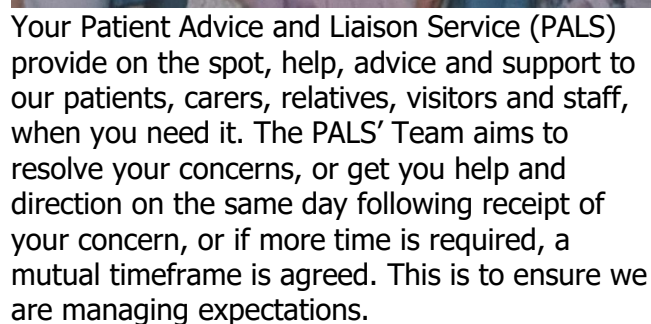 Your Patient Advice and Liaison Service (PALS)
provide on the spot, help, advice and support to
our patients, carers, relatives, visitors and staff,
when you need it. The PALS’ Team aims to
resolve your concerns, or get you help and
direction on the same day following receipt of
your concern, or if more time is required, a
mutual timeframe is agreed. This is to ensure we
are managing expectations.